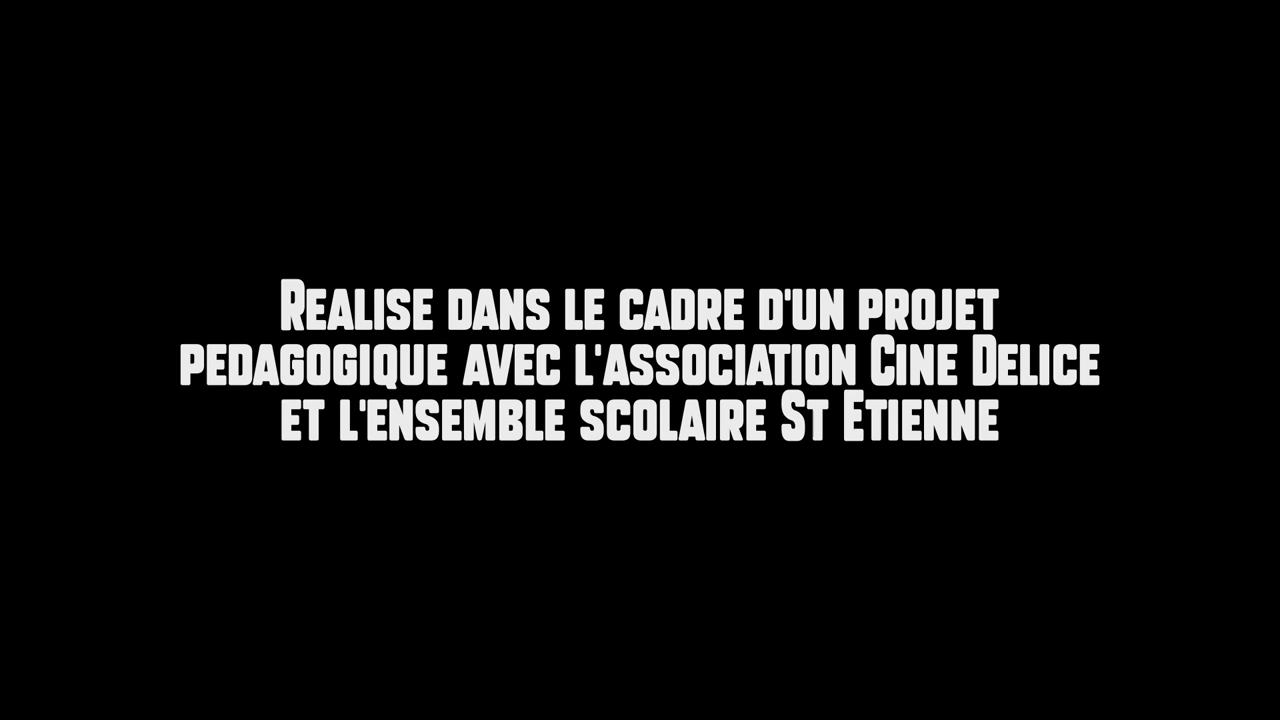 Realise dans le cadre d'un projet
pedagogique avec l'association Cine Delice
et l'ensemble scolaire St Etienne